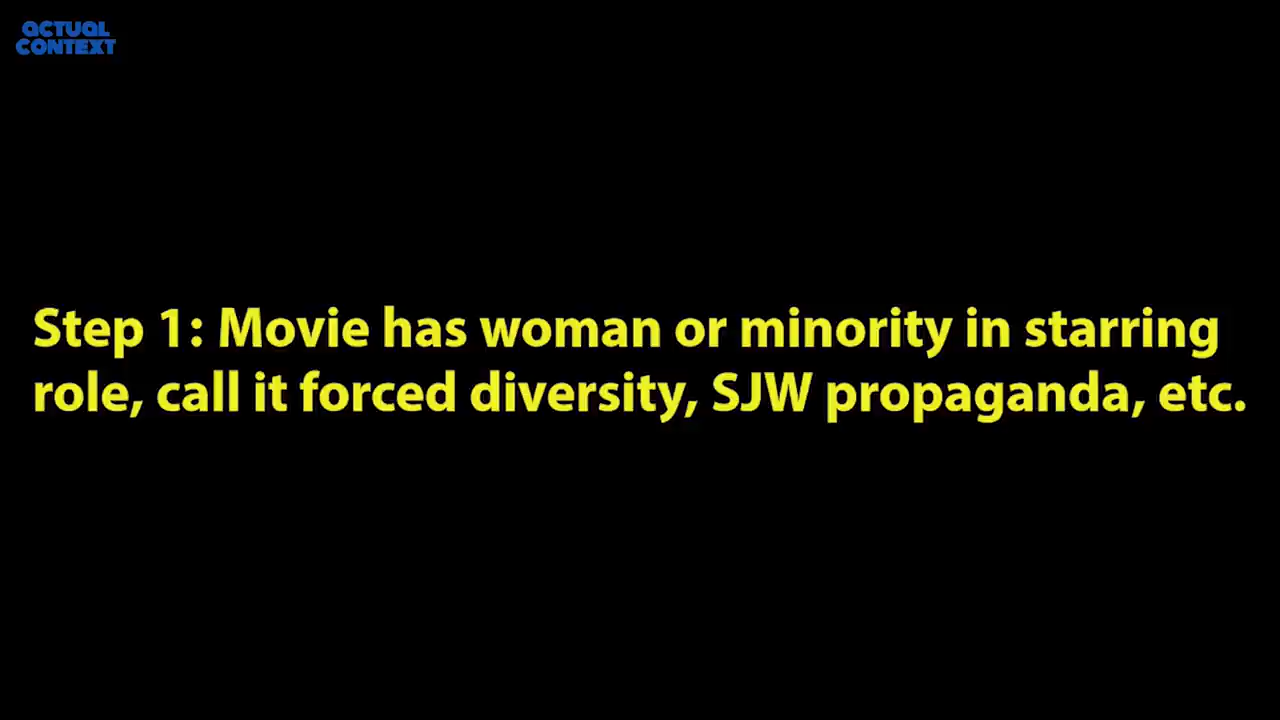 ACTUAL
CONTEXT
Step 1: Movie has woman or minority in starring
role, call it forced diversity, SJW propaganda, etc.